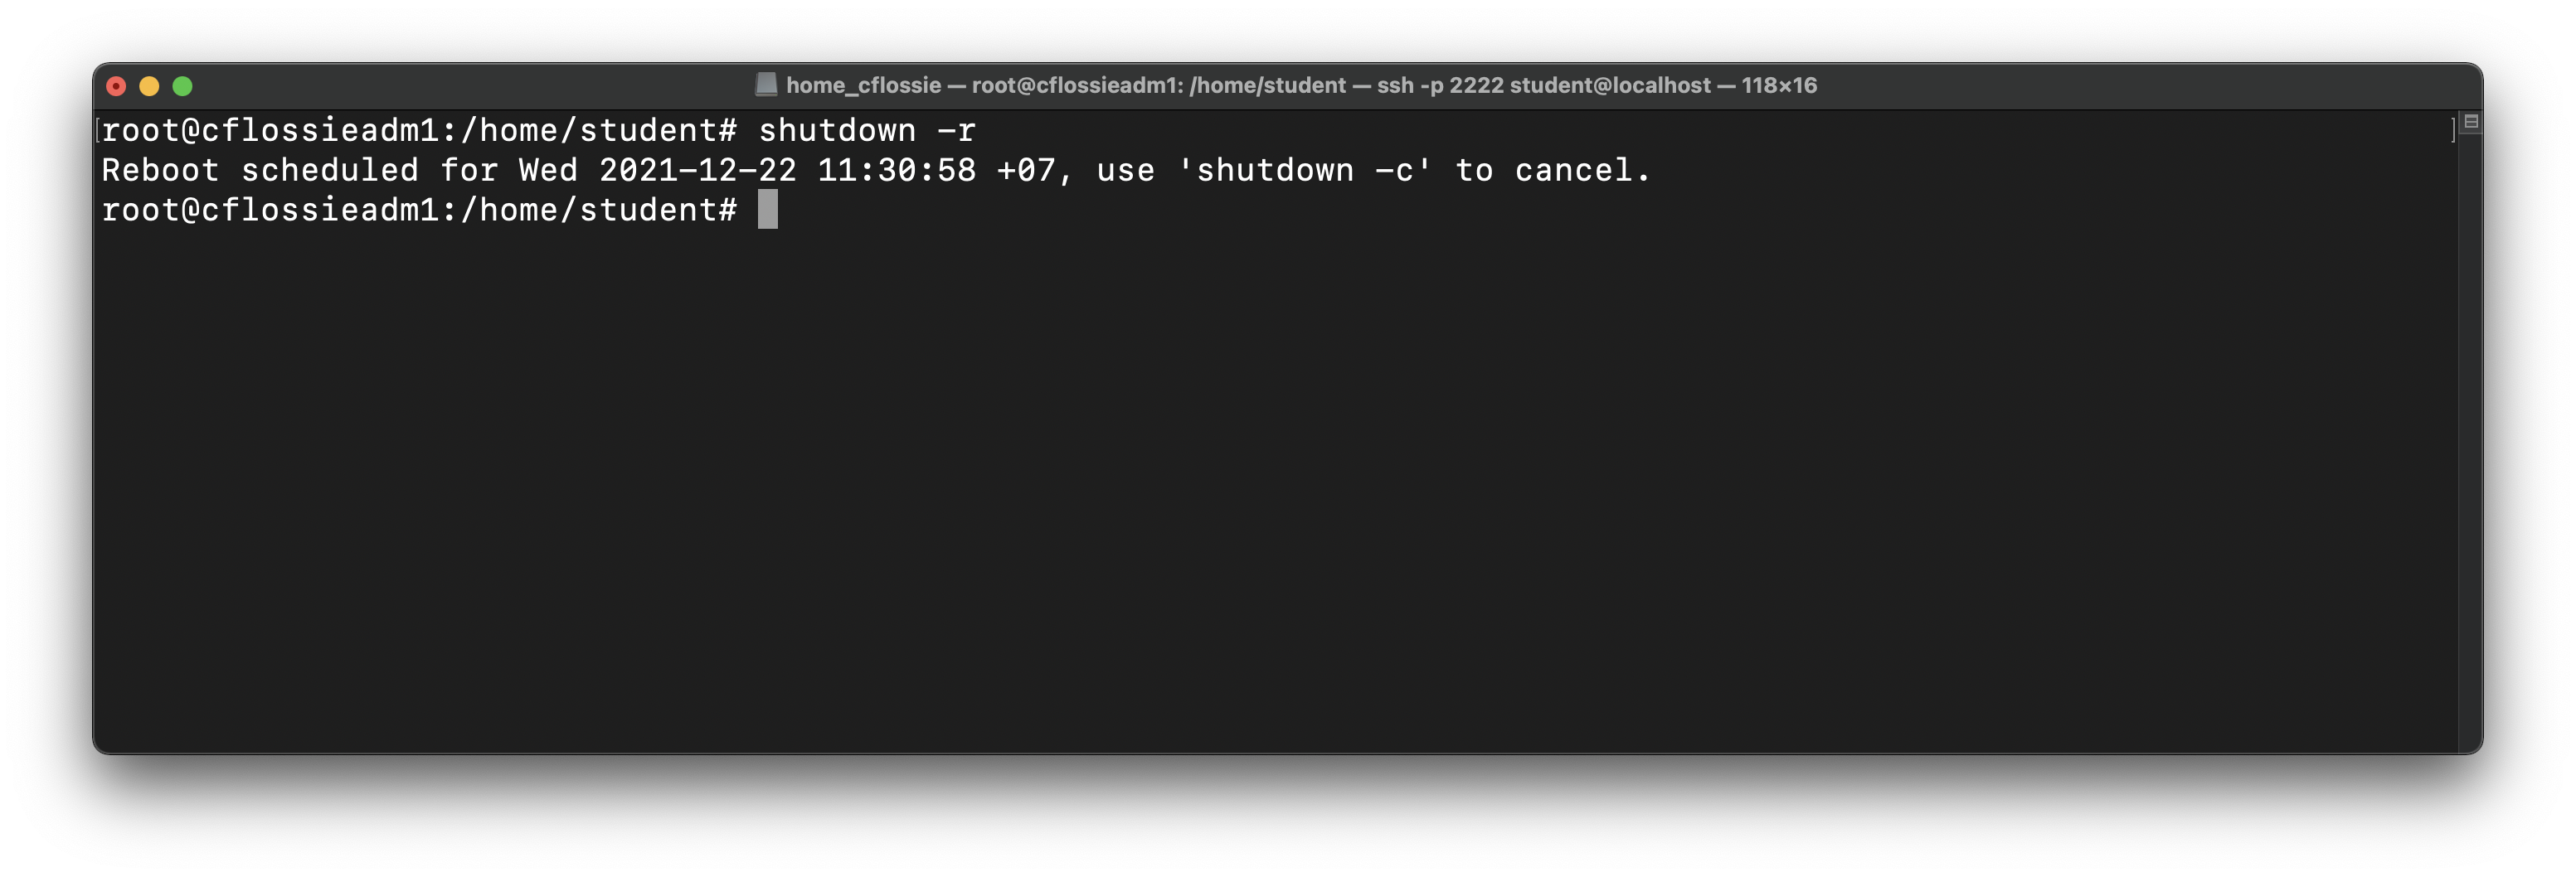 home_cflossie — root@cflossieadm1: /home/student — ssh -p 2222 student@localhost — 118×16
[root@cflossieadm1:/home/student# shutdown -r ]
Reboot scheduled for Wed 2021-12-22 11:30:58 +07, use 'shutdown -c' to cancel.
root@cflossieadm1:/home/student#